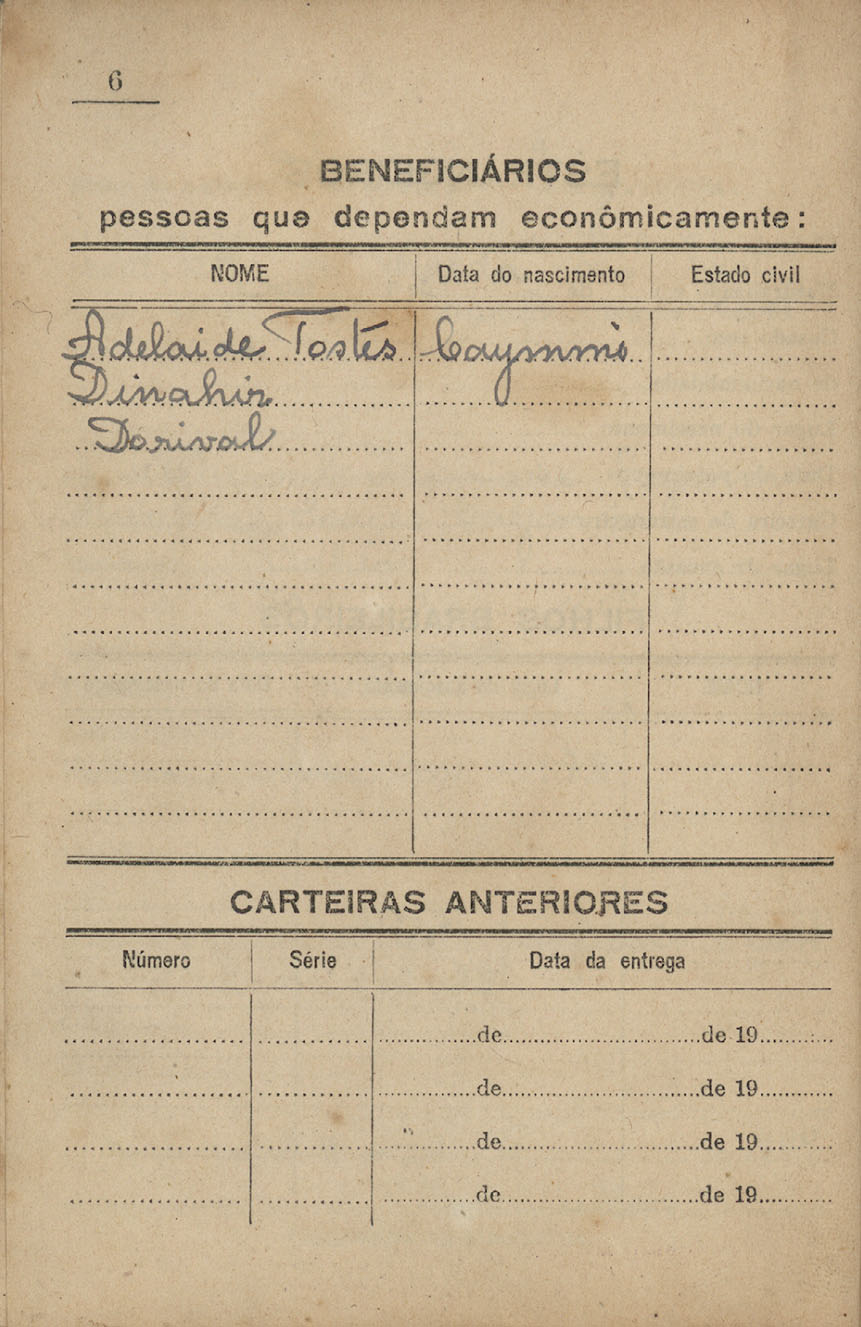 6
BENEFICIÁRIOS
pessoas que dependam econômicamente:
NOME Data do nascimento Estado civil
Adelaide Tostes Caymmi
Dinahir
Dorival
CARTEIRAS ANTERIORES
Número Série Data da entrega
de de 19
de de 19
de de 19
de de 19